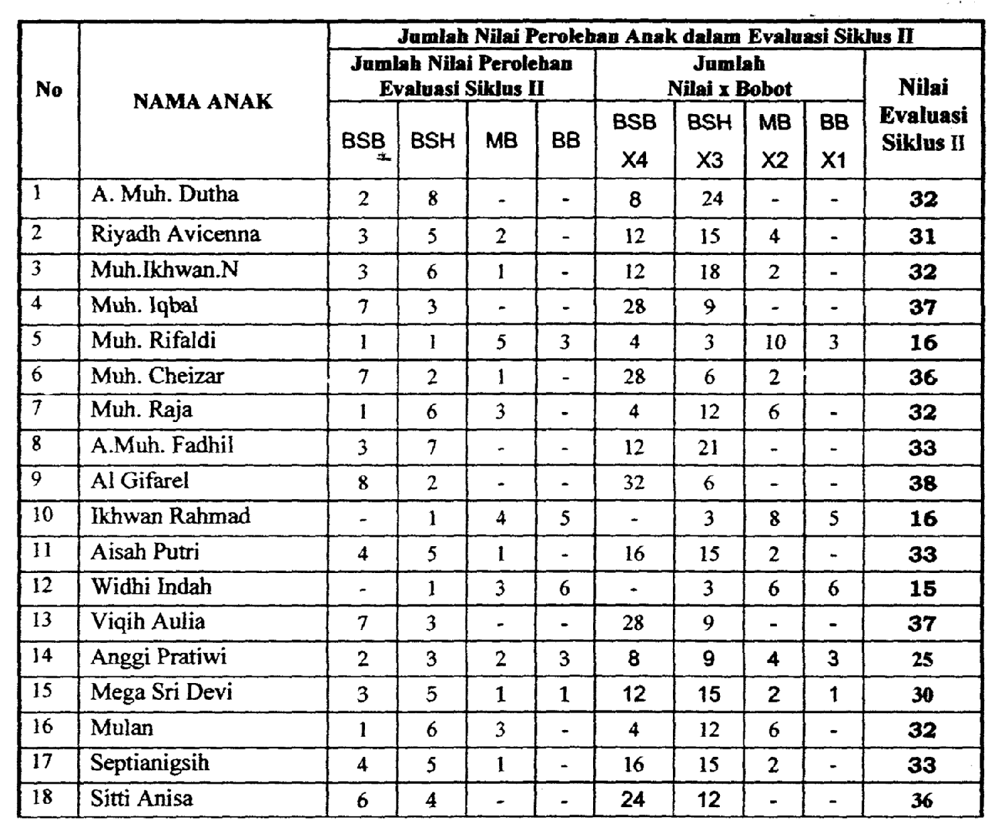 Jumlah Nilai Perolehan Anak dalam Evaluasi Siklus II
Jumlah Nilai Perolehan Evaluasi Siklus II
Jumlah Nilai x Bobot
No NAMA ANAK BSB BSH MB BB BSB X4 BSH X3 MB X2 BB X1 Nilai Evaluasi Siklus II
1 A. Muh. Dutha 2 8 - - 8 24 - - 32
2 Riyadh Avicenna 3 5 2 - 12 15 4 - 31
3 Muh.Ikhwan.N 3 6 1 - 12 18 2 - 32
4 Muh. Iqbal 7 3 - - 28 9 - - 37
5 Muh. Rifaldi 1 1 5 3 4 3 10 3 16
6 Muh. Cheizar 7 2 1 - 28 6 2 36
7 Muh. Raja 1 6 3 - 4 12 6 - 32
8 A.Muh. Fadhil 3 7 - - 12 21 - - 33
9 Al Gifarel 8 2 - - 32 6 - - 38
10 Ikhwan Rahmad - 1 4 5 - 3 8 5 16
11 Aisah Putri 4 5 1 - 16 15 2 - 33
12 Widhi Indah - 1 3 6 - 3 6 6 15
13 Viqih Aulia 7 3 - - 28 9 - - 37
14 Anggi Pratiwi 2 3 2 3 8 9 4 3 25
15 Mega Sri Devi 3 5 1 1 12 15 2 1 30
16 Mulan 1 6 3 - 4 12 6 - 32
17 Septianigsih 4 5 1 - 16 15 2 - 33
18 Sitti Anisa 6 4 - - 24 12 - - 36